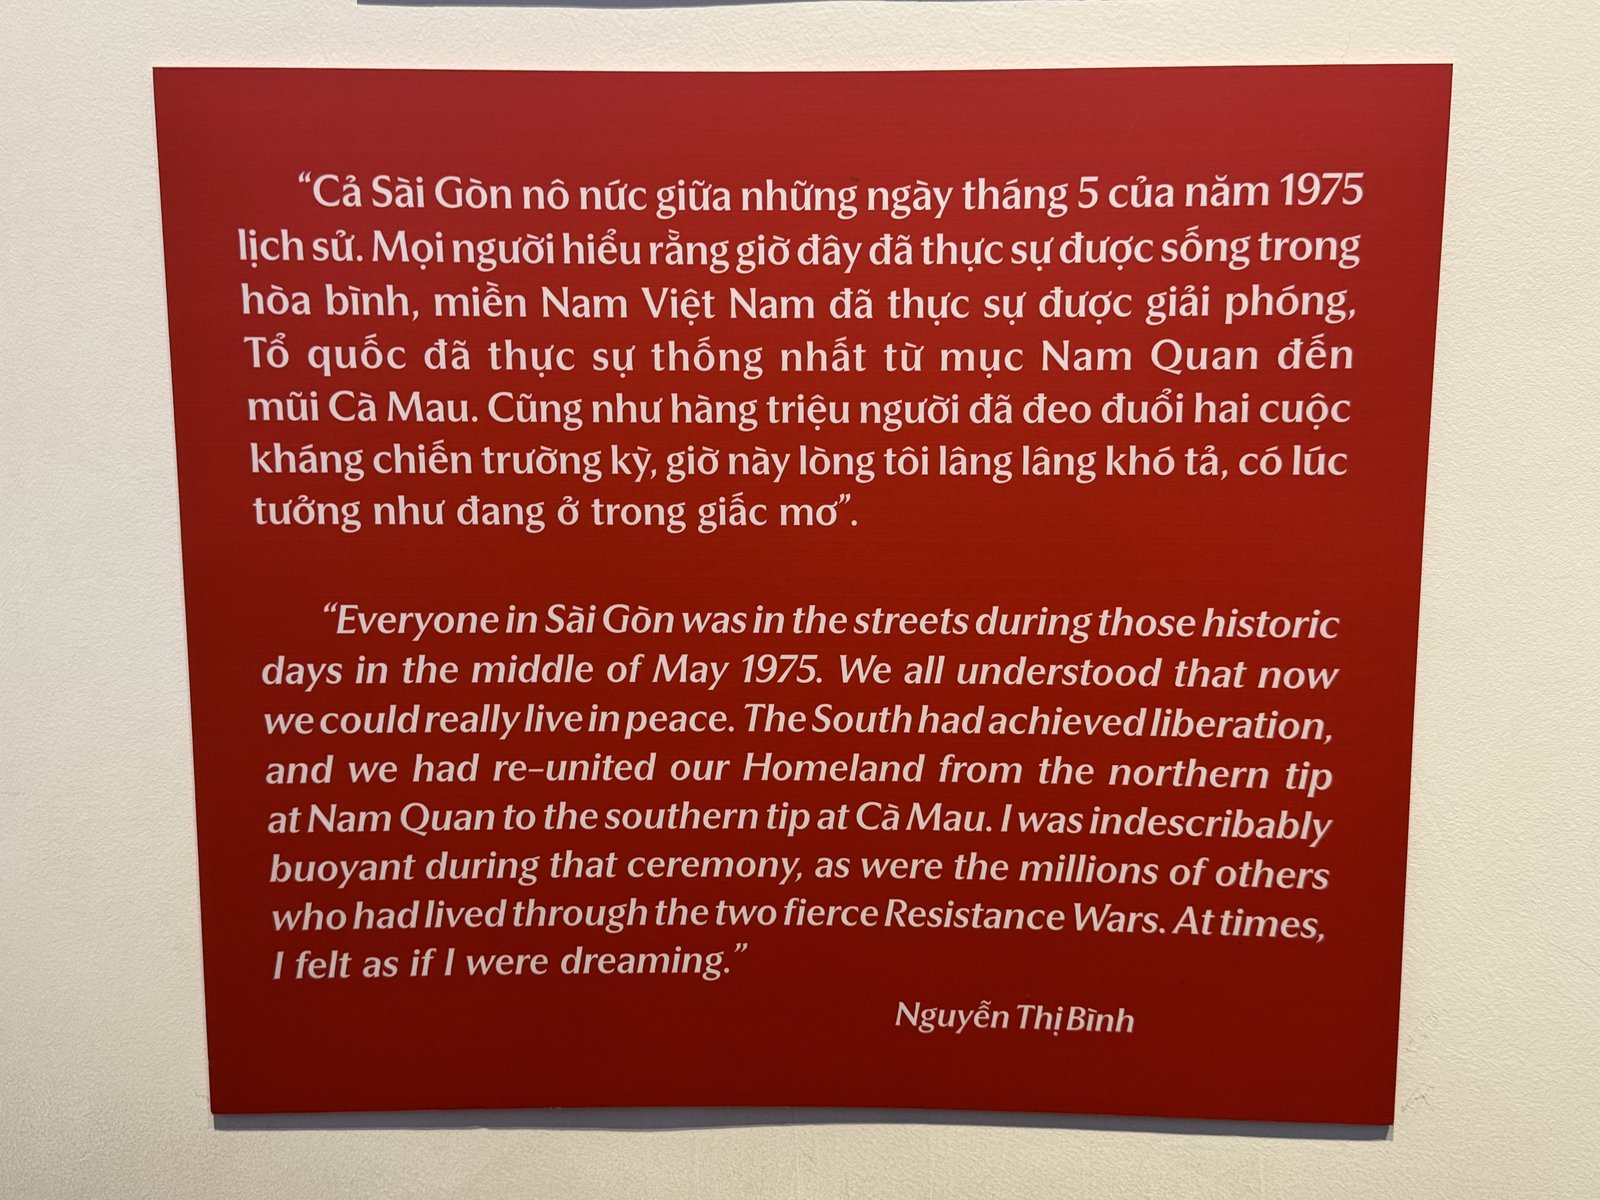 “Cả Sài Gòn nô nức giữa những ngày tháng 5 của năm 1975
lịch sử. Mọi người hiểu rằng giờ đây đã thực sự được sống trong
hòa bình, miền Nam Việt Nam đã thực sự được giải phóng,
Tổ quốc đã thực sự thống nhất từ mục Nam Quan đến
mũi Cà Mau. Cũng như hàng triệu người đã đeo đuổi hai cuộc
kháng chiến trường kỳ, giờ này lòng tôi lâng lâng khó tả, có lúc
tưởng như đang ở trong giấc mơ”.
“Everyone in Sài Gòn was in the streets during those historic
days in the middle of May 1975. We all understood that now
we could really live in peace. The South had achieved liberation,
and we had re-united our Homeland from the northern tip
at Nam Quan to the southern tip at Cà Mau. I was indescribably
buoyant during that ceremony, as were the millions of others
who had lived through the two fierce Resistance Wars. At times,
I felt as if I were dreaming.”
Nguyễn Thị Bình